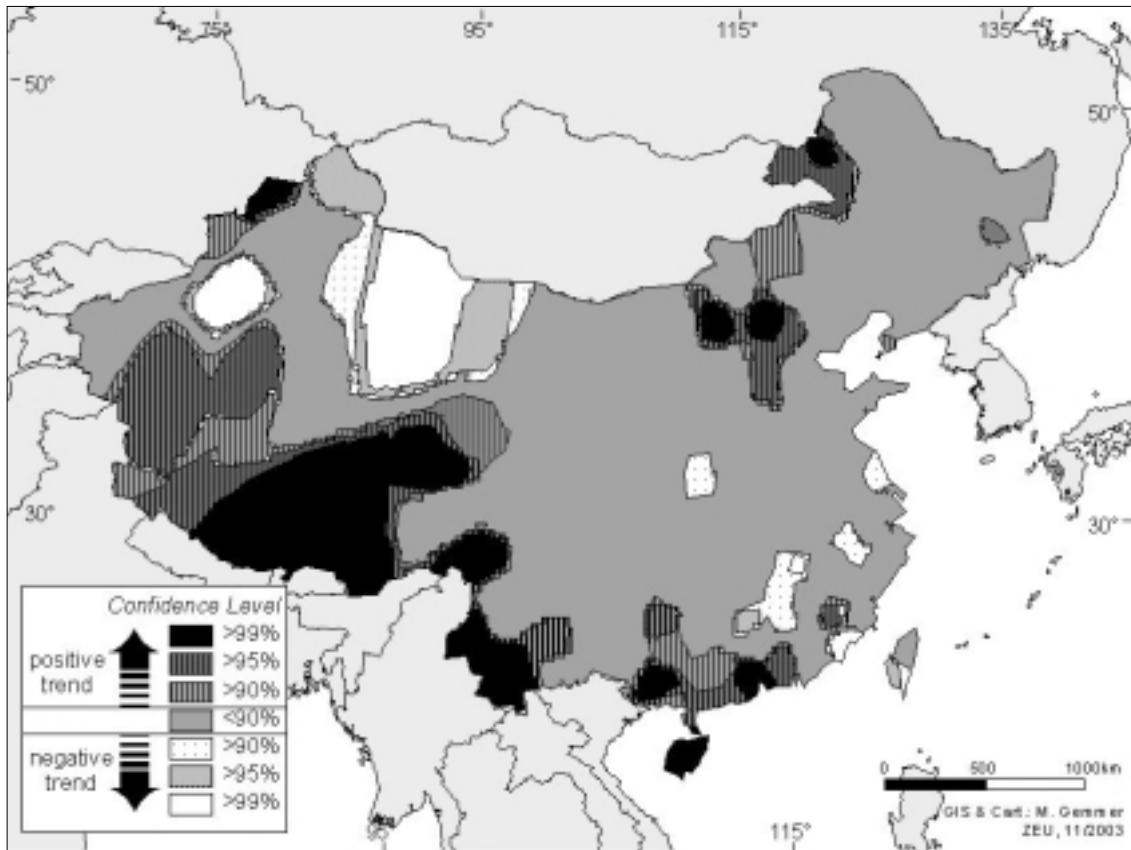 75°
95°
115°
135°
50°
50°
30°
30°
Confidence Level
positive
trend
>99%
>95%
>90%
<90%
negative
trend
>90%
>95%
>99%
95°
115°
0 500 1000km
GIS & Cart.: M. Gemmer
ZEU, 11/2003